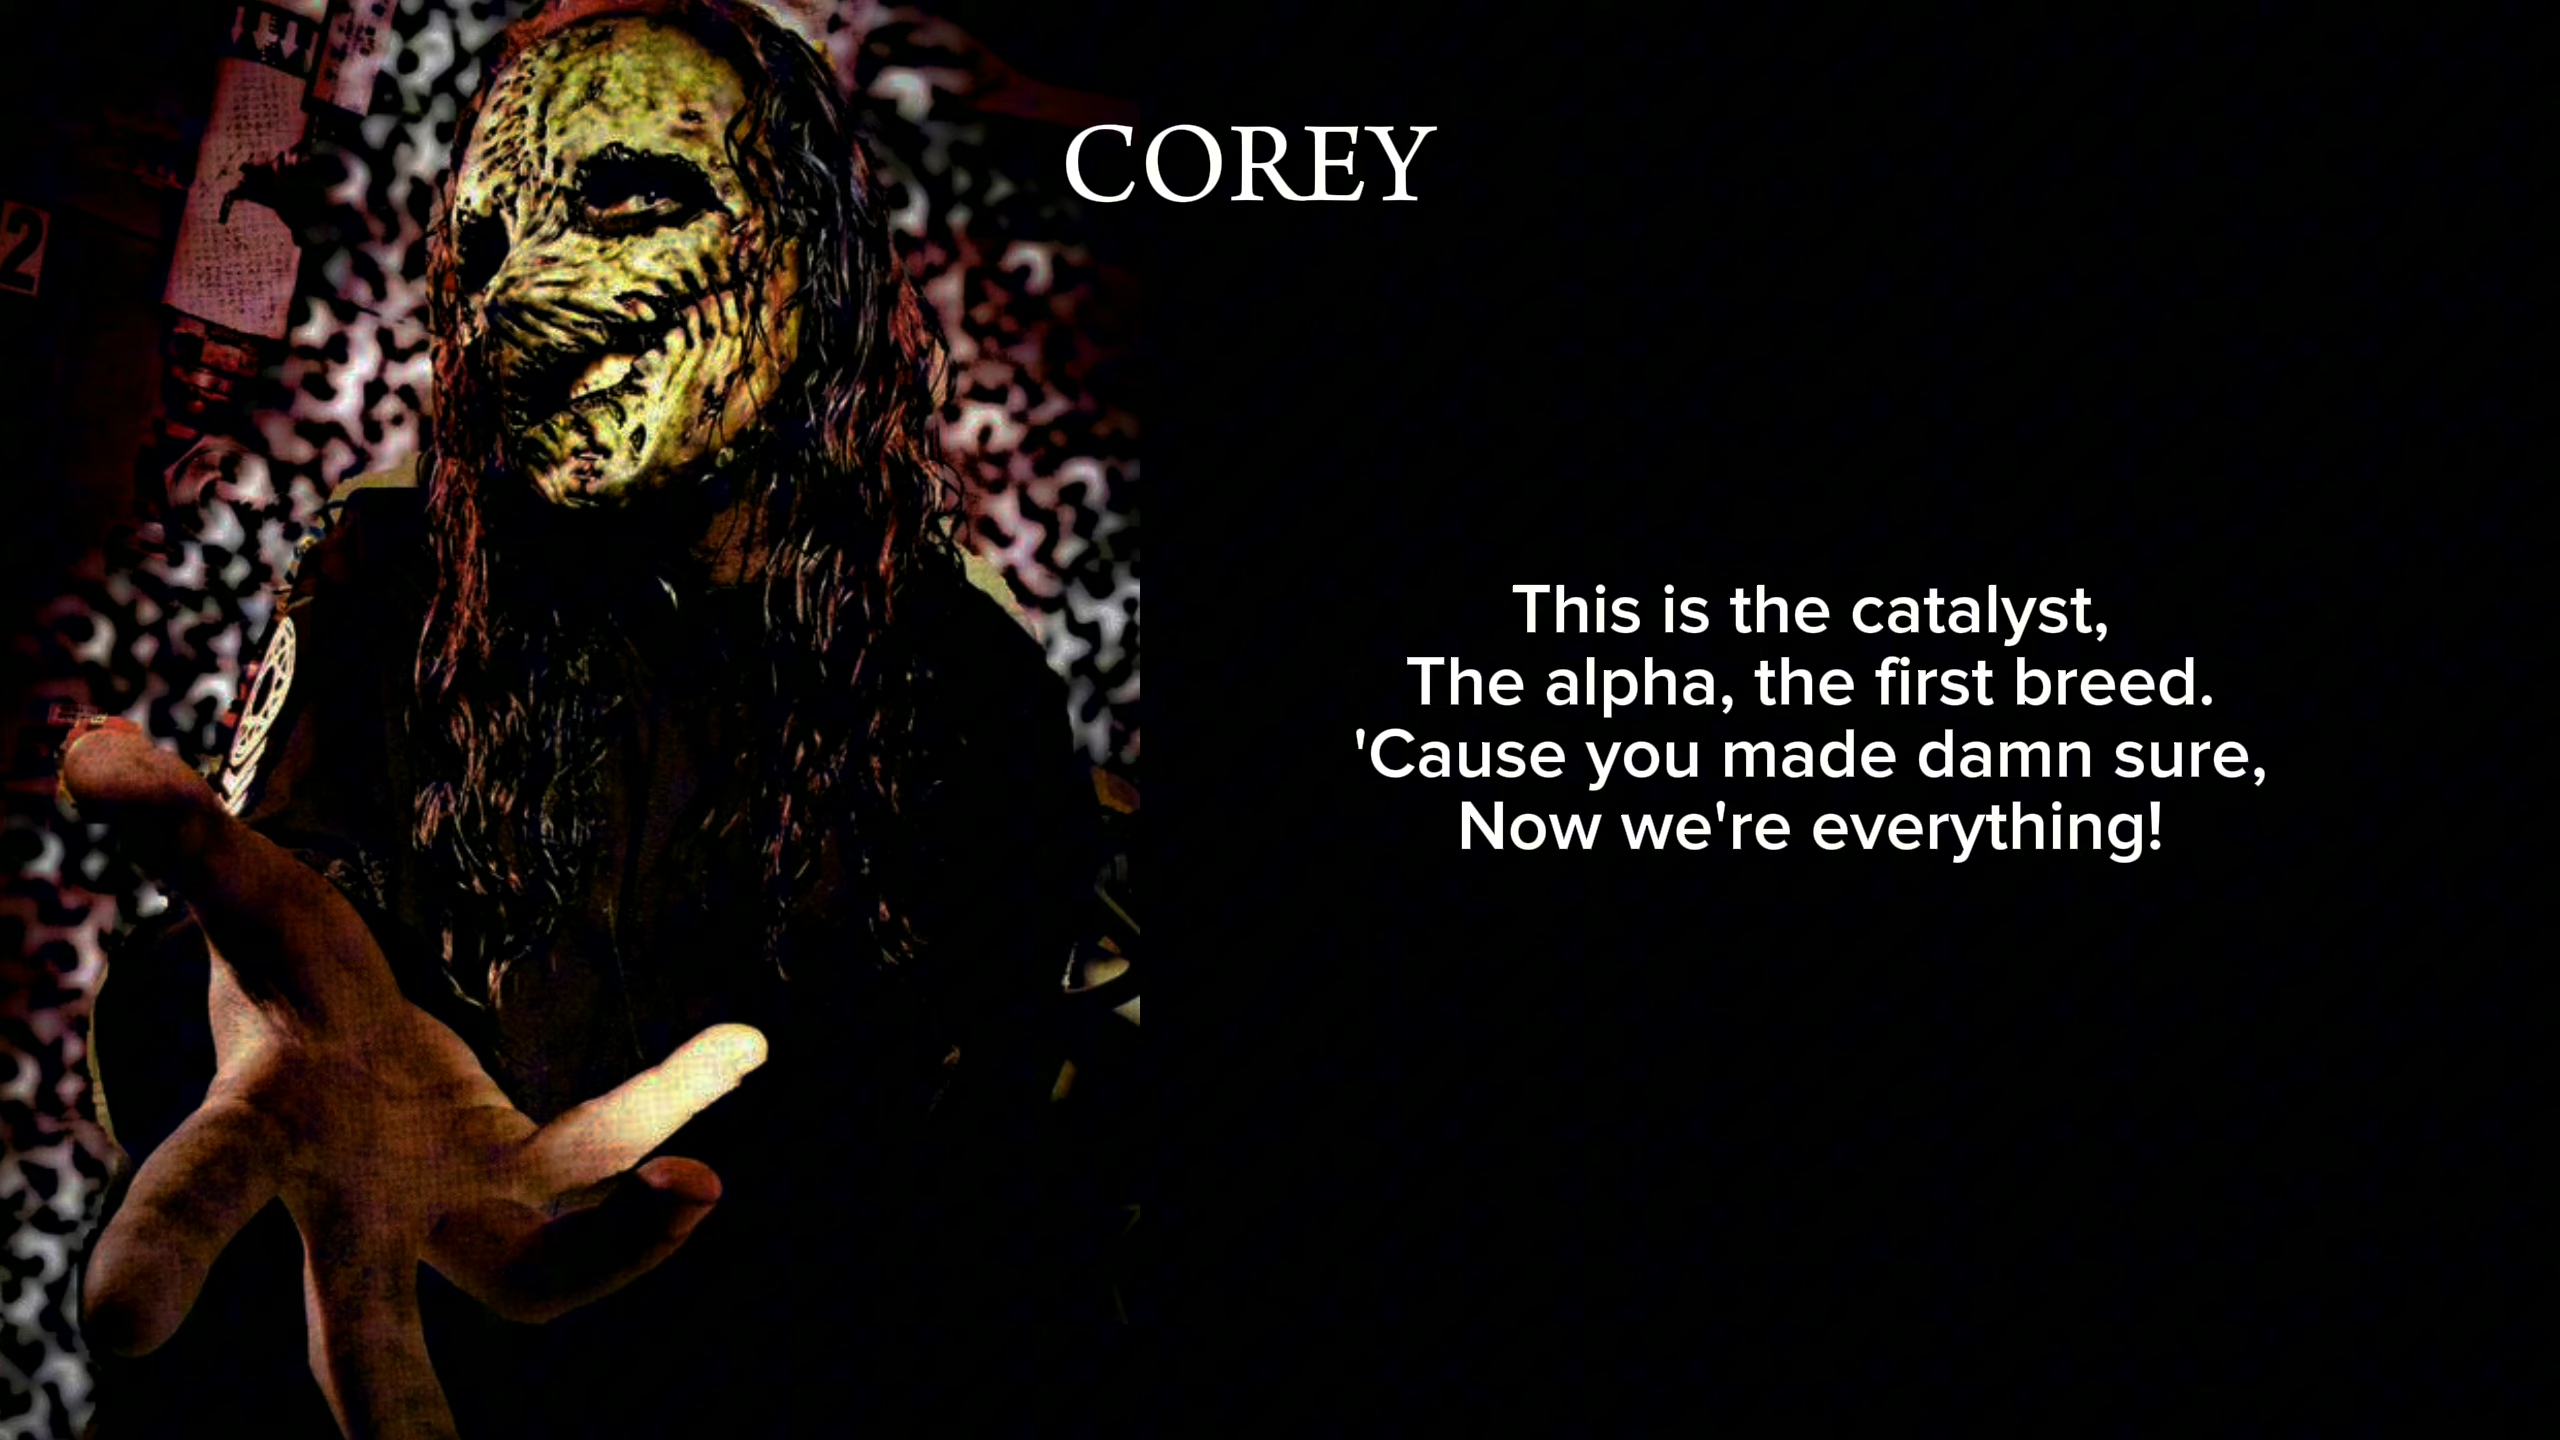 COREY
2
This is the catalyst,
The alpha, the first breed.
'Cause you made damn sure,
Now we're everything!